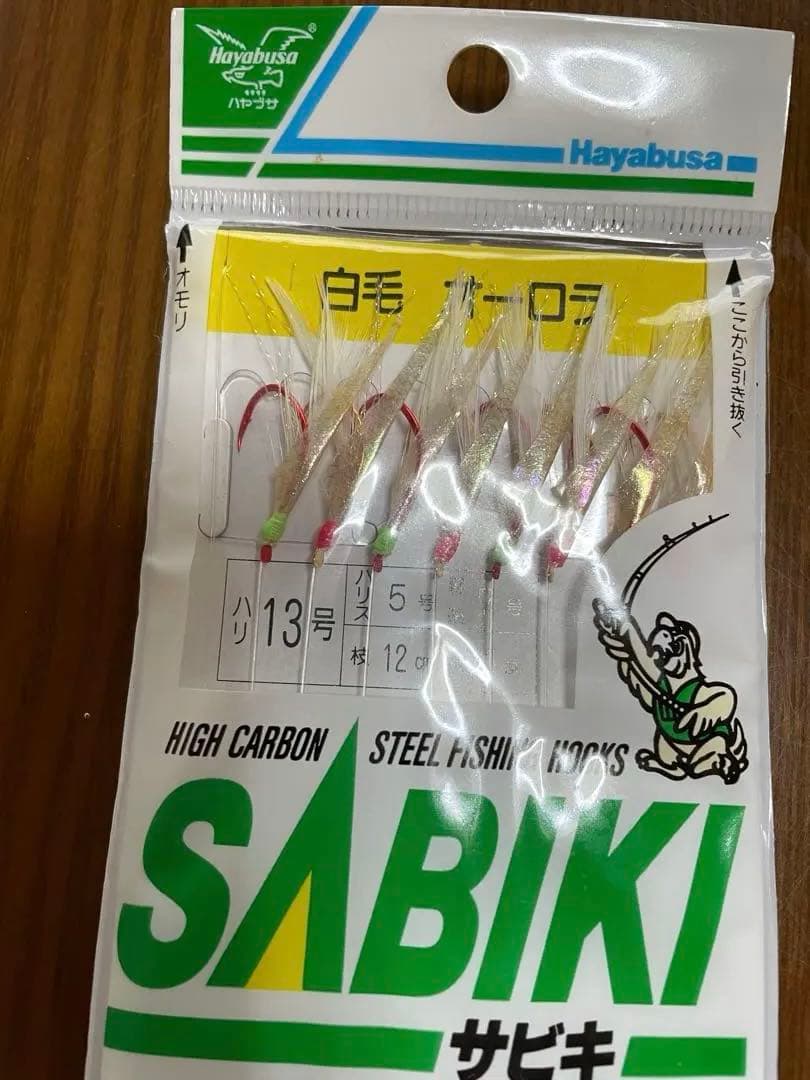 Hayabusa®
ハヤブサ
Hayabusa
オモリ
ここから引き抜く
白毛 オーロラ
ハリ 13号
ハリス 5号
枝 12cm
HIGH CARBON STEEL FISHING HOOKS
SABIKI
サビキ